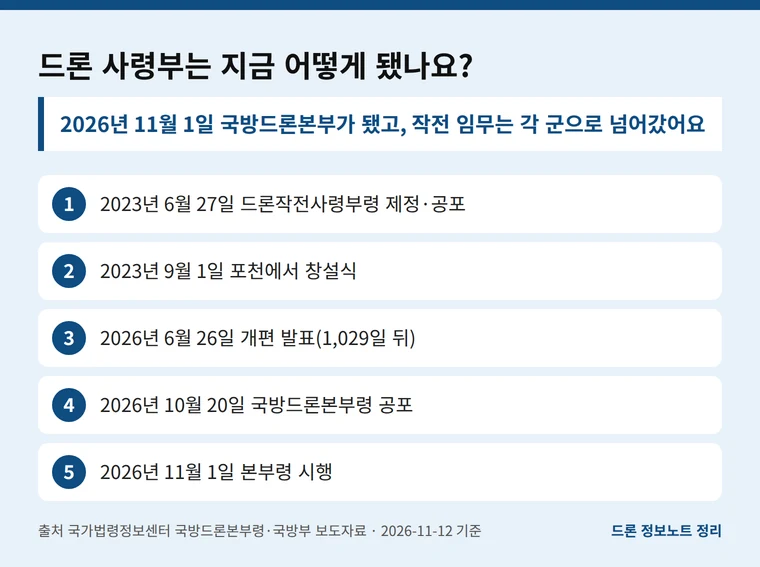 드론 사령부는 지금 어떻게 됐나요?
2026년 11월 1일 국방드론본부가 됐고, 작전 임무는 각 군으로 넘어갔어요
1 2023년 6월 27일 드론작전사령부령 제정·공포
2 2023년 9월 1일 포천에서 창설식
3 2026년 6월 26일 개편 발표(1,029일 뒤)
4 2026년 10월 20일 국방드론본부령 공포
5 2026년 11월 1일 본부령 시행
출처 국가법령정보센터 국방드론본부령·국방부 보도자료 · 2026-11-12 기준
드론 정보노트 정리